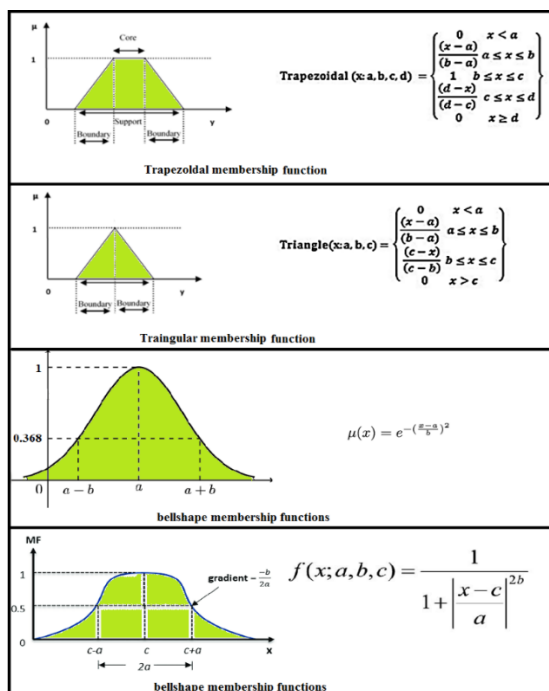 μ
Core
1
0
Support
y
Boundary
Boundary
Trapezoidal (x: a, b, c, d) = { 0 x < a
(x − a)/(b − a) a ≤ x ≤ b
1 b ≤ x ≤ c
(d − x)/(d − c) c ≤ x ≤ d
0 x ≥ d }
Trapezoldal membership function
μ
1
0
y
Boundary
Boundary
Triangle(x: a, b, c) = { 0 x < a
(x − a)/(b − a) a ≤ x ≤ b
(c − x)/(c − b) b ≤ x ≤ c
0 x > c }
Traingular membership function
1
0.368
0
a − b
a
a + b
μ(x) = e^−((x−a)/b)^2
bellshape membership functions
MF
1
0.5
0
gradient – −b/2a
c-a
c
c+a
x
2a
f(x; a, b, c) = 1/(1 + |(x − c)/a|^2b)
bellshape membership functions